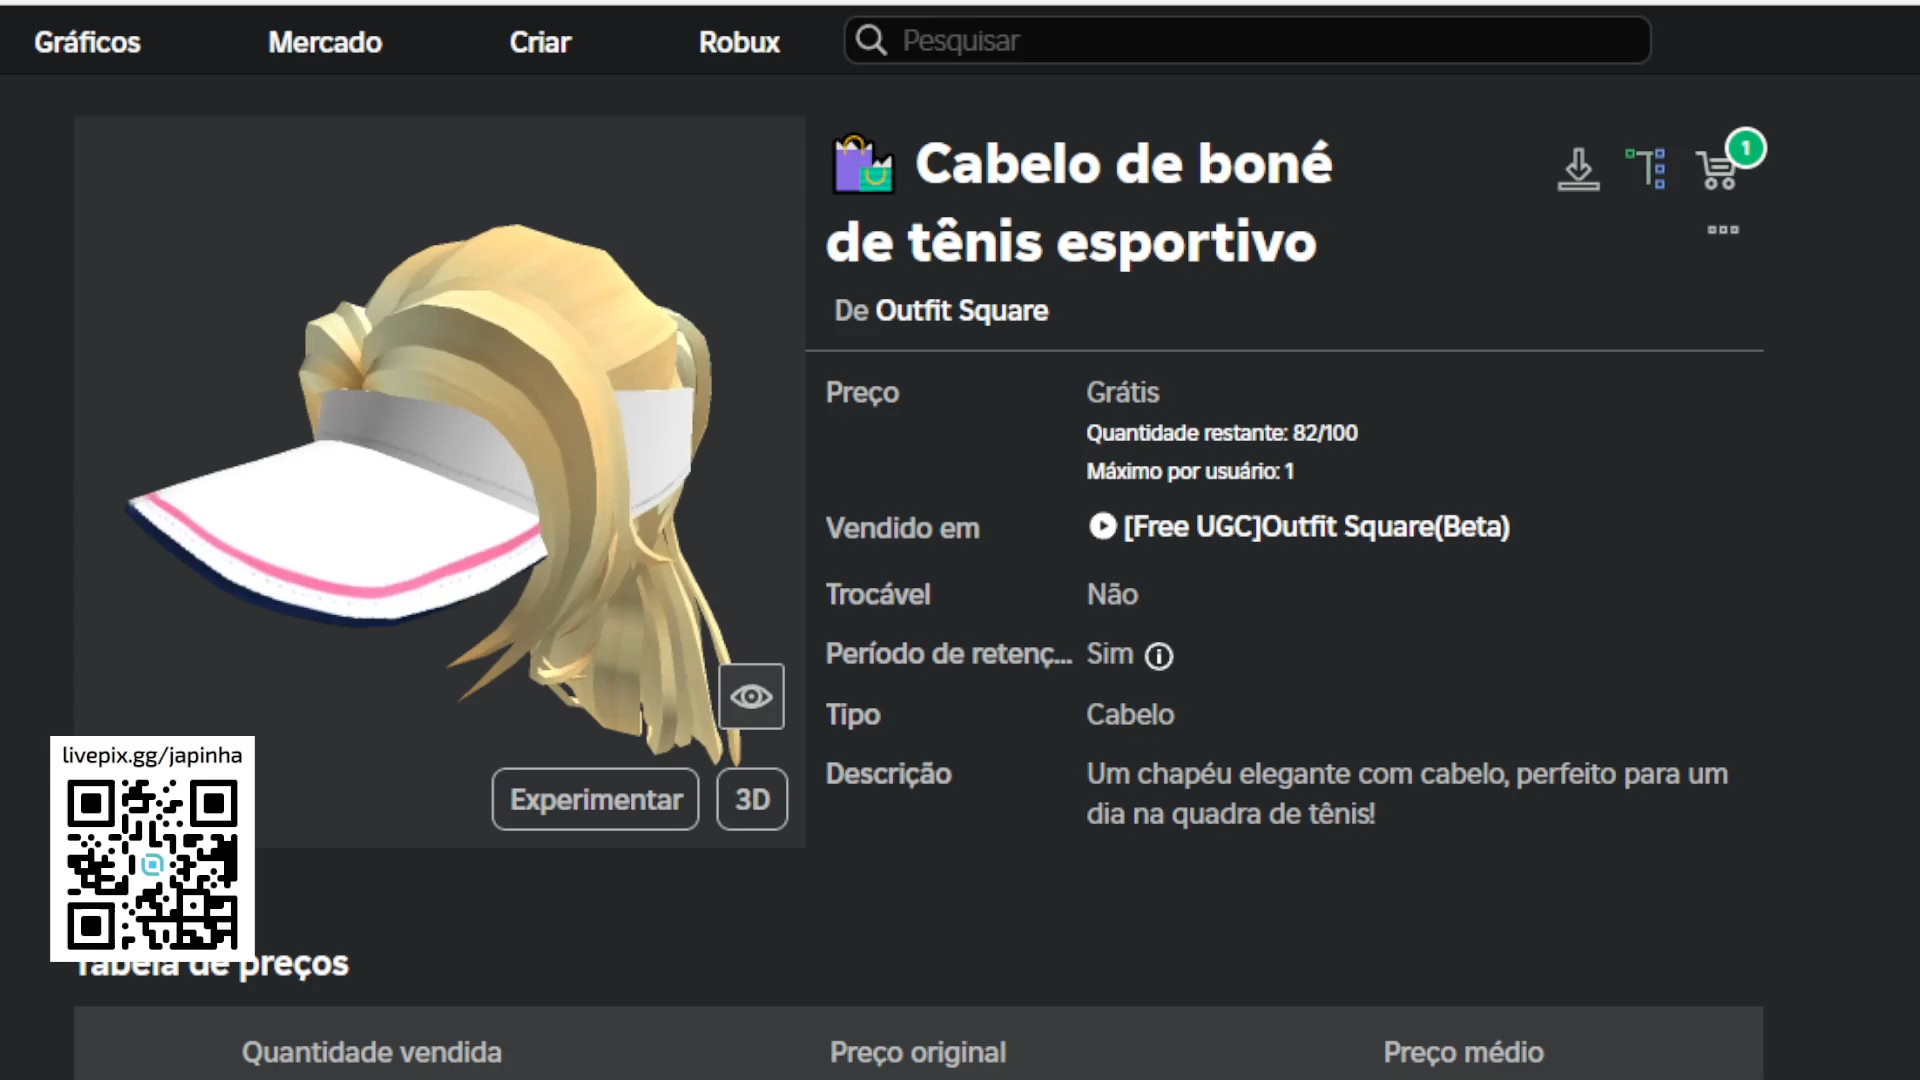 Gráficos
Mercado
Criar
Robux
Pesquisar
Cabelo de boné
de tênis esportivo
1
De Outfit Square
Preço
Grátis
Quantidade restante: 82/100
Máximo por usuário: 1
Vendido em
[Free UGC]Outfit Square(Beta)
Trocável
Não
Período de retenç...
Sim
Tipo
Cabelo
Descrição
Um chapéu elegante com cabelo, perfeito para um
dia na quadra de tênis!
Experimentar
3D
livepix.gg/japinha
Tabela de preços
Quantidade vendida
Preço original
Preço médio